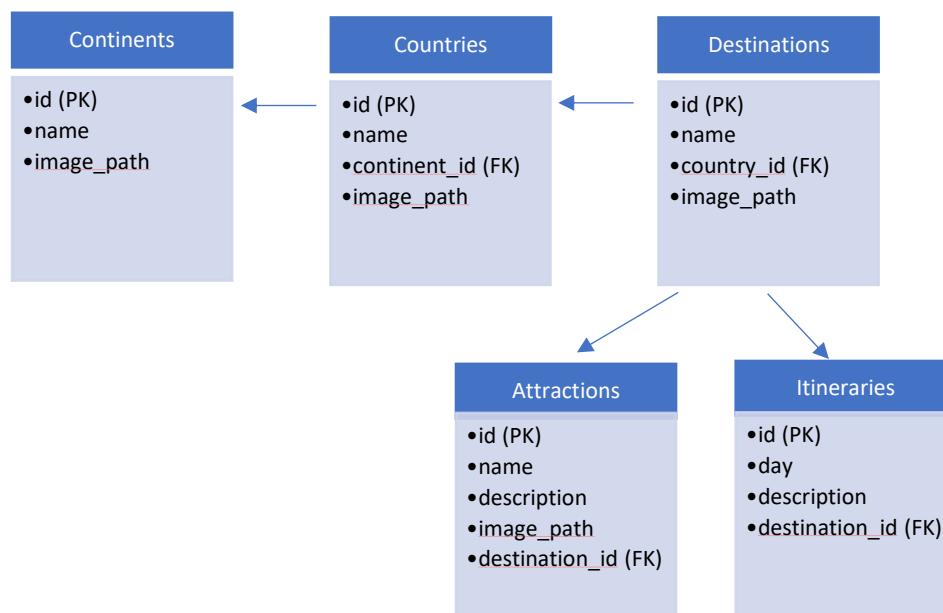 Continents
•id (PK)
•name
•image_path
Countries
•id (PK)
•name
•continent_id (FK)
•image_path
Destinations
•id (PK)
•name
•country_id (FK)
•image_path
Attractions
•id (PK)
•name
•description
•image_path
•destination_id (FK)
Itineraries
•id (PK)
•day
•description
•destination_id (FK)